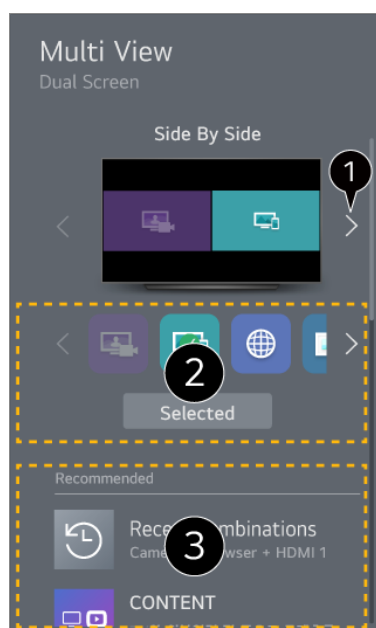 Multi View
Dual Screen
Side By Side
1
2
Selected
Recommended
3
HDMI 1
CONTENT